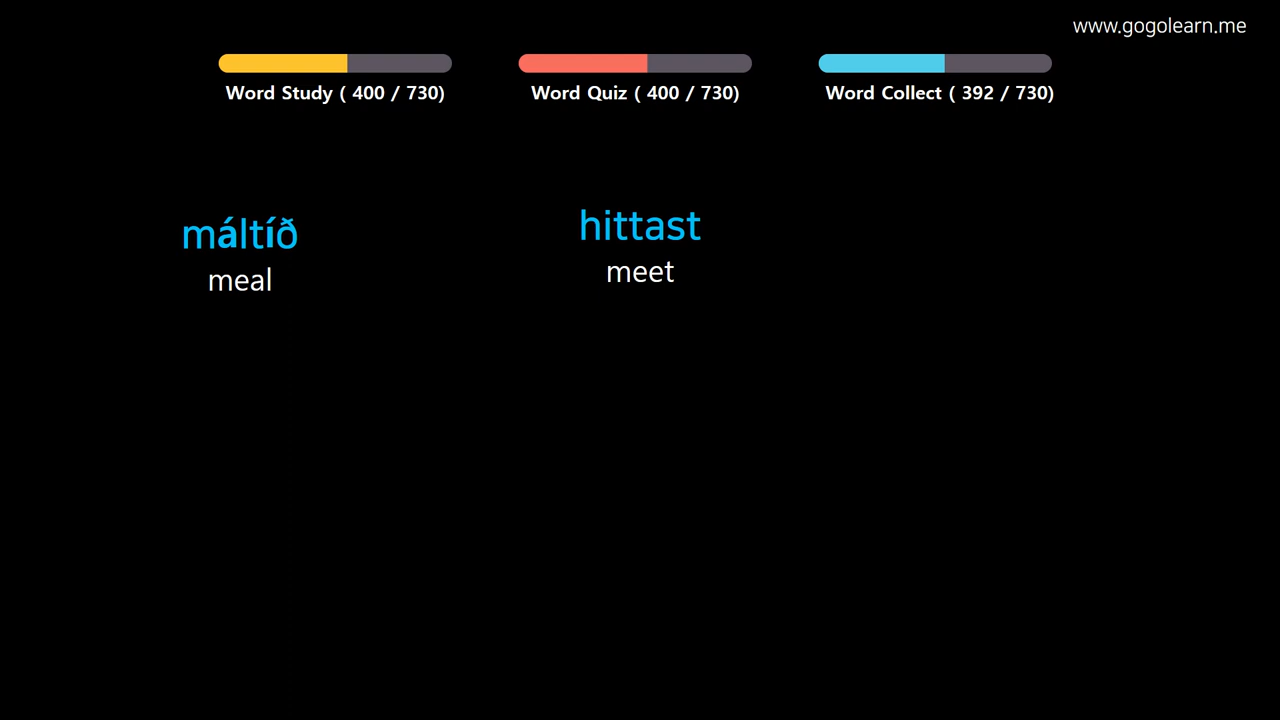 www.gogolearn.me
Word Study ( 400 / 730)
Word Quiz ( 400 / 730)
Word Collect ( 392 / 730)
máltíð
meal
hittast
meet